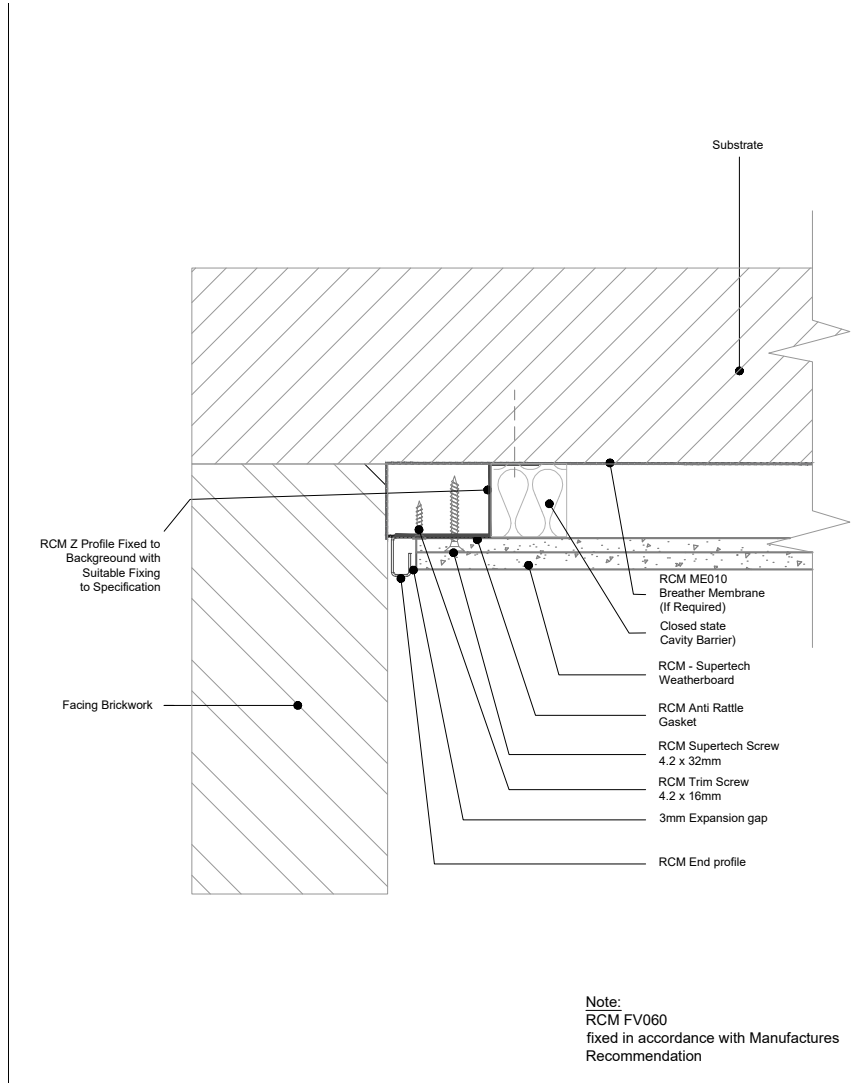 Substrate
RCM Z Profile Fixed to
Background with
Suitable Fixing
to Specification
Facing Brickwork
RCM ME010
Breather Membrane
(If Required)
Closed state
Cavity Barrier)
RCM - Supertech
Weatherboard
RCM Anti Rattle
Gasket
RCM Supertech Screw
4.2 x 32mm
RCM Trim Screw
4.2 x 16mm
3mm Expansion gap
RCM End profile
Note:
RCM FV060
fixed in accordance with Manufactures
Recommendation